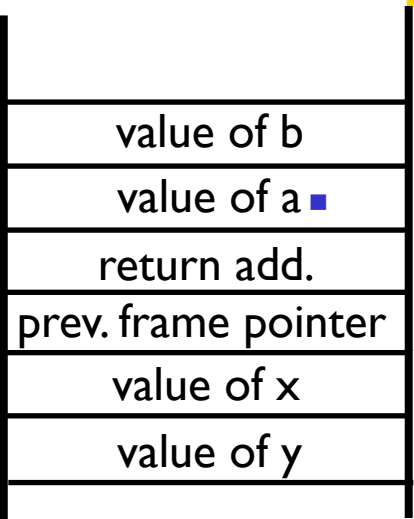 value of b
value of a
return add.
prev. frame pointer
value of x
value of y